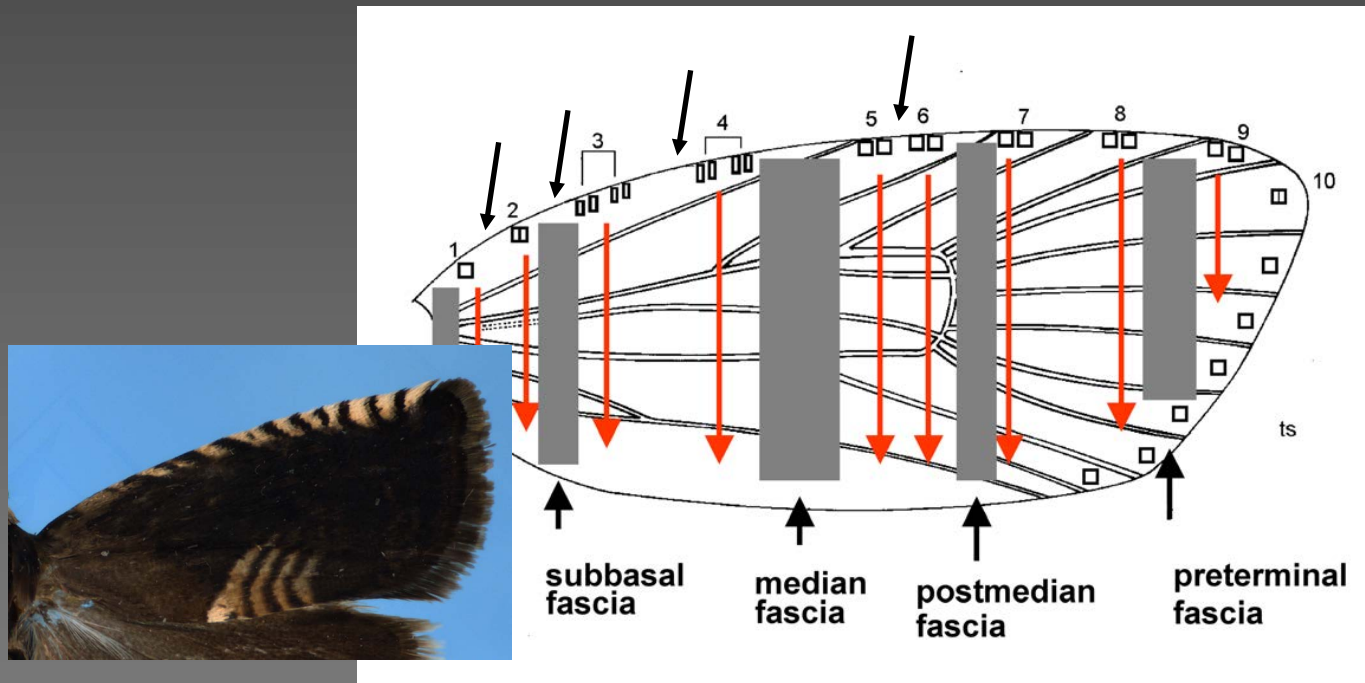 1
2
3
4
5
6
7
8
9
10
ts
subbasal
fascia
median
fascia
postmedian
fascia
preterminal
fascia